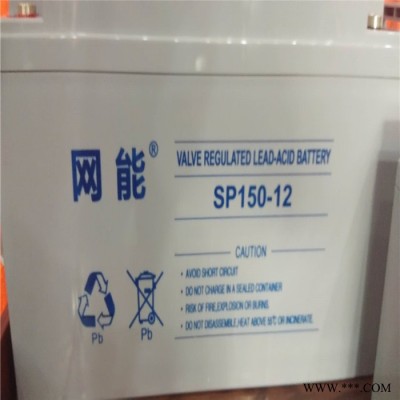 网能®
VALVE REGULATED LEAD-ACID BATTERY
SP150-12
CAUTION
• AVOID SHORT CIRCUIT
• DO NOT CHARGE IN A SEALED CONTAINER
• RISK OF FIRE,EXPLOSION OR BURNS.
• DO NOT DISASSEMBLE,HEAT ABOVE 60°C OR INCINERATE.
Pb
Pb
www.***.COM